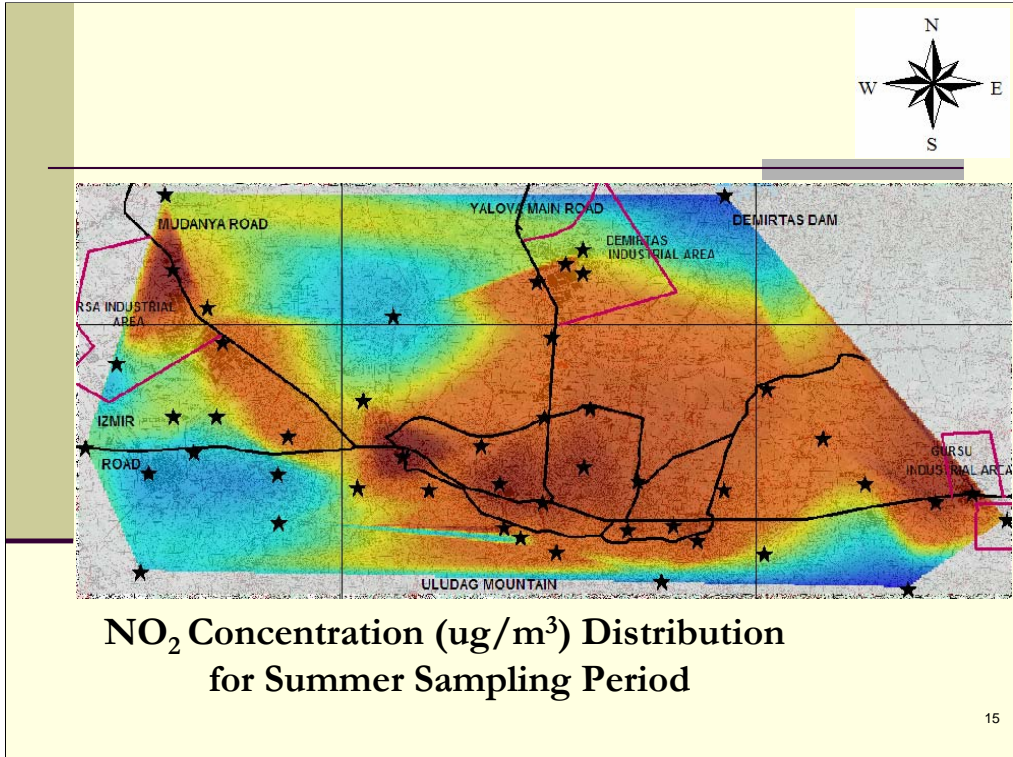 N
W E
S
MUDANYA ROAD
YALOVA MAIN ROAD
DEMIRTAS DAM
DEMIRTAS
INDUSTRIAL AREA
RSA INDUSTRIAL
AREA
IZMIR
ROAD
GURSU
INDUSTRIAL AREA
ULUDAG MOUNTAIN
NO₂ Concentration (ug/m³) Distribution
for Summer Sampling Period
15